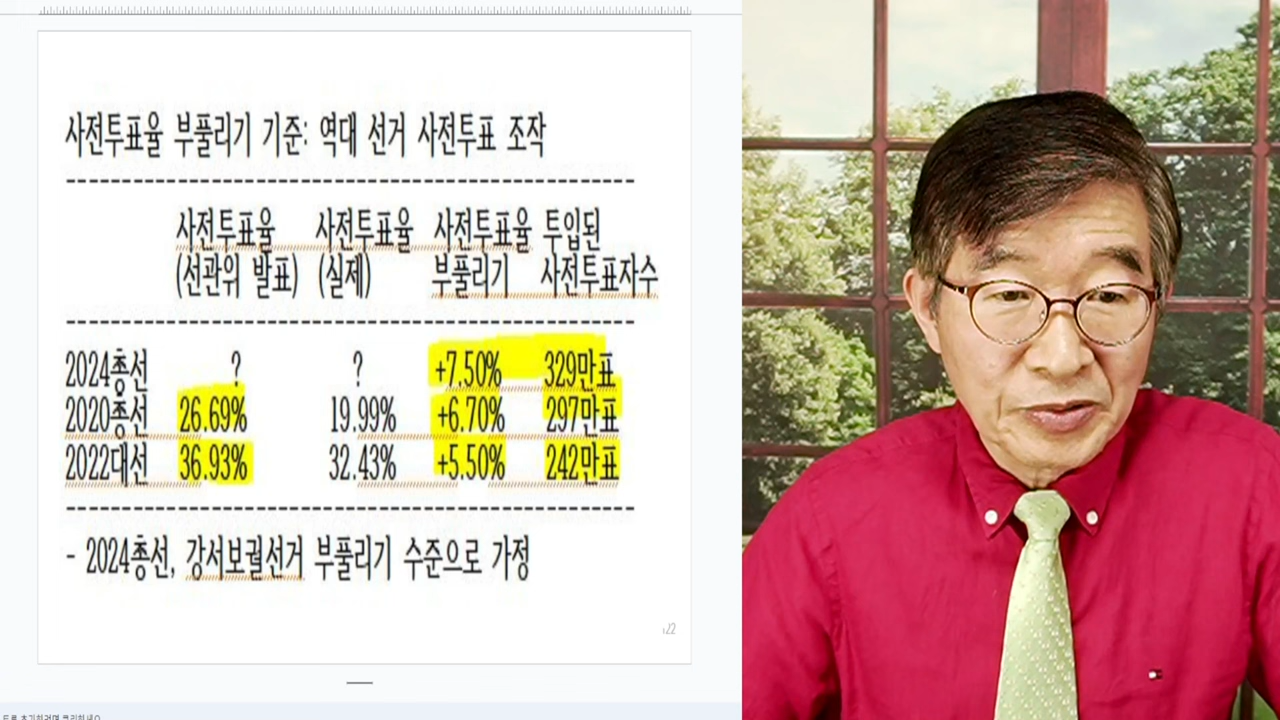 사전투표율 부풀리기 기준: 역대 선거 사전투표 조작
사전투표율 사전투표율 사전투표율 투입된
(선관위 발표) (실제) 부풀리기 사전투표자수
2024총선 ? ? +7.50% 329만표
2020총선 26.69% 19.99% +6.70% 297만표
2022대선 36.93% 32.43% +5.50% 242만표
- 2024총선, 강서보궐선거 부풀리기 수준으로 가정